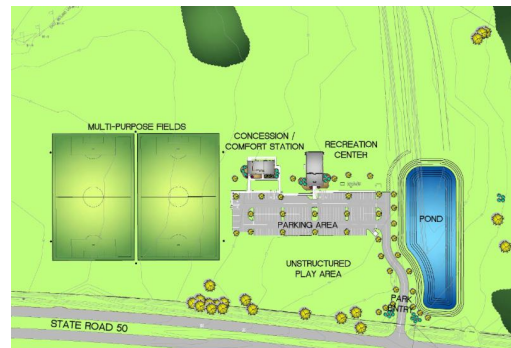 MULTI-PURPOSE FIELDS
CONCESSION /
COMFORT STATION
RECREATION
CENTER
PARKING AREA
POND
UNSTRUCTURED
PLAY AREA
PARK
ENTRY
STATE ROAD 50